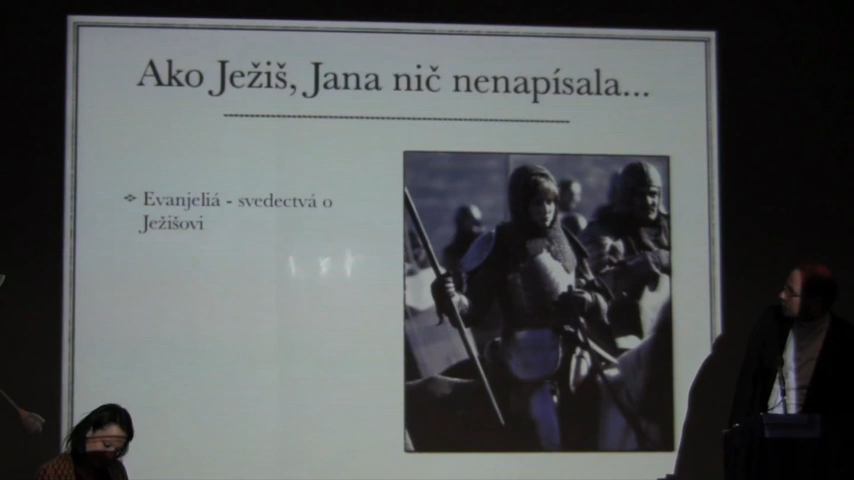 Ako Ježiš, Jana nič nenapísala...
Evanjeliá - svedectvá o
Ježišovi